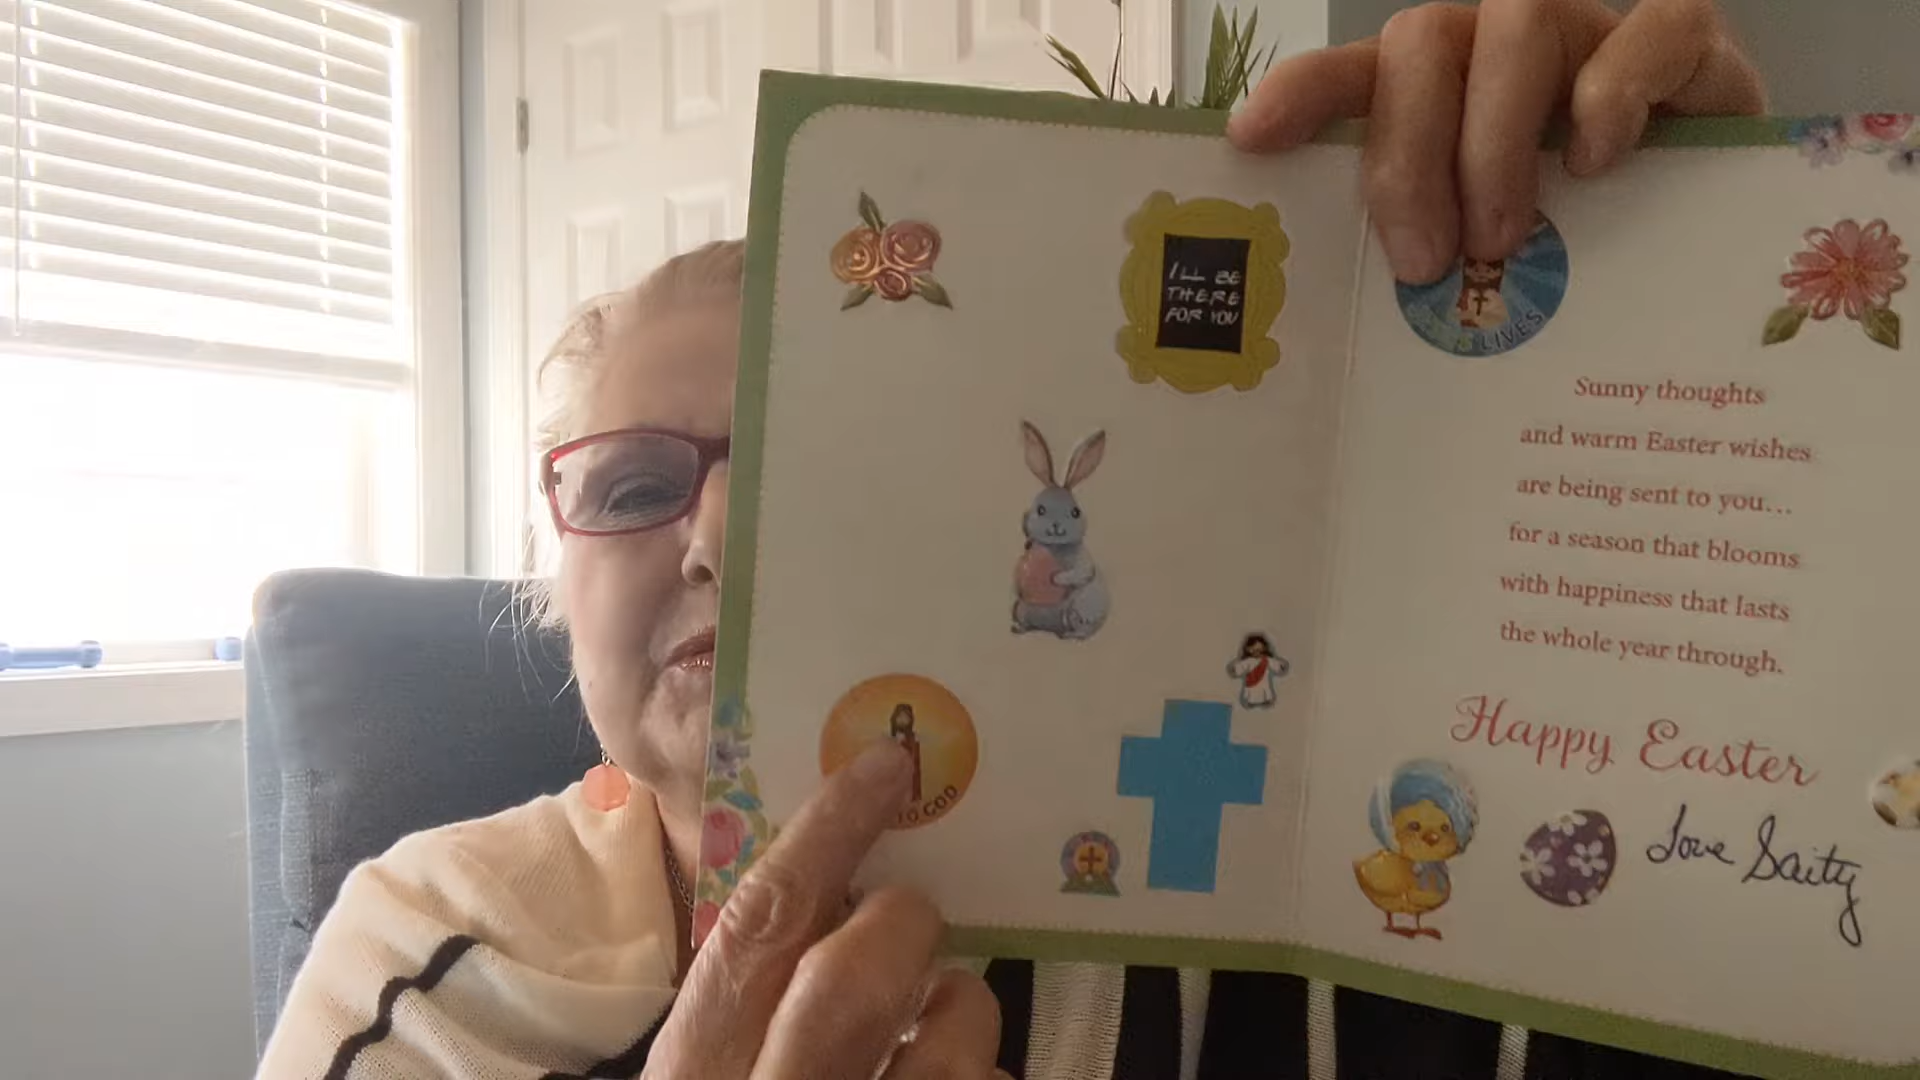 I'LL BE
THERE
FOR YOU
LIVES
Sunny thoughts
and warm Easter wishes
are being sent to you...
for a season that blooms
with happiness that lasts
the whole year through.
Happy Easter
Love Saity
TO GOD